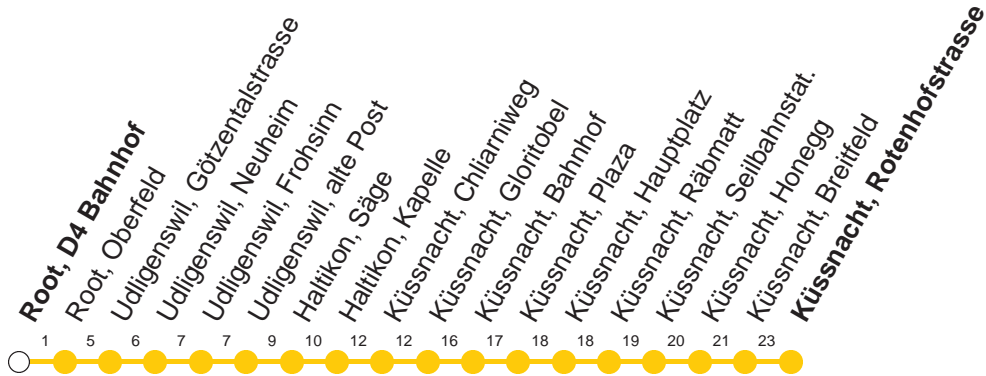 Root, D4 Bahnhof
Root, Oberfeld
Udligenswil, Götzentalstrasse
Udligenswil, Neuheim
Udligenswil, Frohsinn
Udligenswil, alte Post
Haltikon, Säge
Haltikon, Kapelle
Küssnacht, Chliarniweg
Küssnacht, Gloritobel
Küssnacht, Bahnhof
Küssnacht, Plaza
Küssnacht, Hauptplatz
Küssnacht, Räbmatt
Küssnacht, Seilbahnstat.
Küssnacht, Honegg
Küssnacht, Breitfeld
Küssnacht, Rotenhofstrasse
1 5 6 7 7 9 10 12 12 16 17 18 18 19 20 21 23